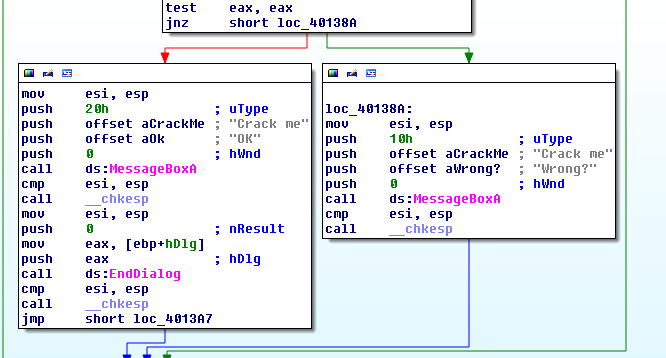 test    eax, eax
jnz     short loc_40138A
mov     esi, esp
push    20h             ; uType
push    offset aCrackMe ; "Crack me"
push    offset aOk      ; "OK"
push    0               ; hWnd
call    ds:MessageBoxA
cmp     esi, esp
call    __chkesp
mov     esi, esp
push    0               ; nResult
mov     eax, [ebp+hDlg]
push    eax             ; hDlg
call    ds:EndDialog
cmp     esi, esp
call    __chkesp
jmp     short loc_4013A7
loc_40138A:
mov     esi, esp
push    10h             ; uType
push    offset aCrackMe ; "Crack me"
push    offset aWrong?  ; "Wrong?"
push    0               ; hWnd
call    ds:MessageBoxA
cmp     esi, esp
call    __chkesp